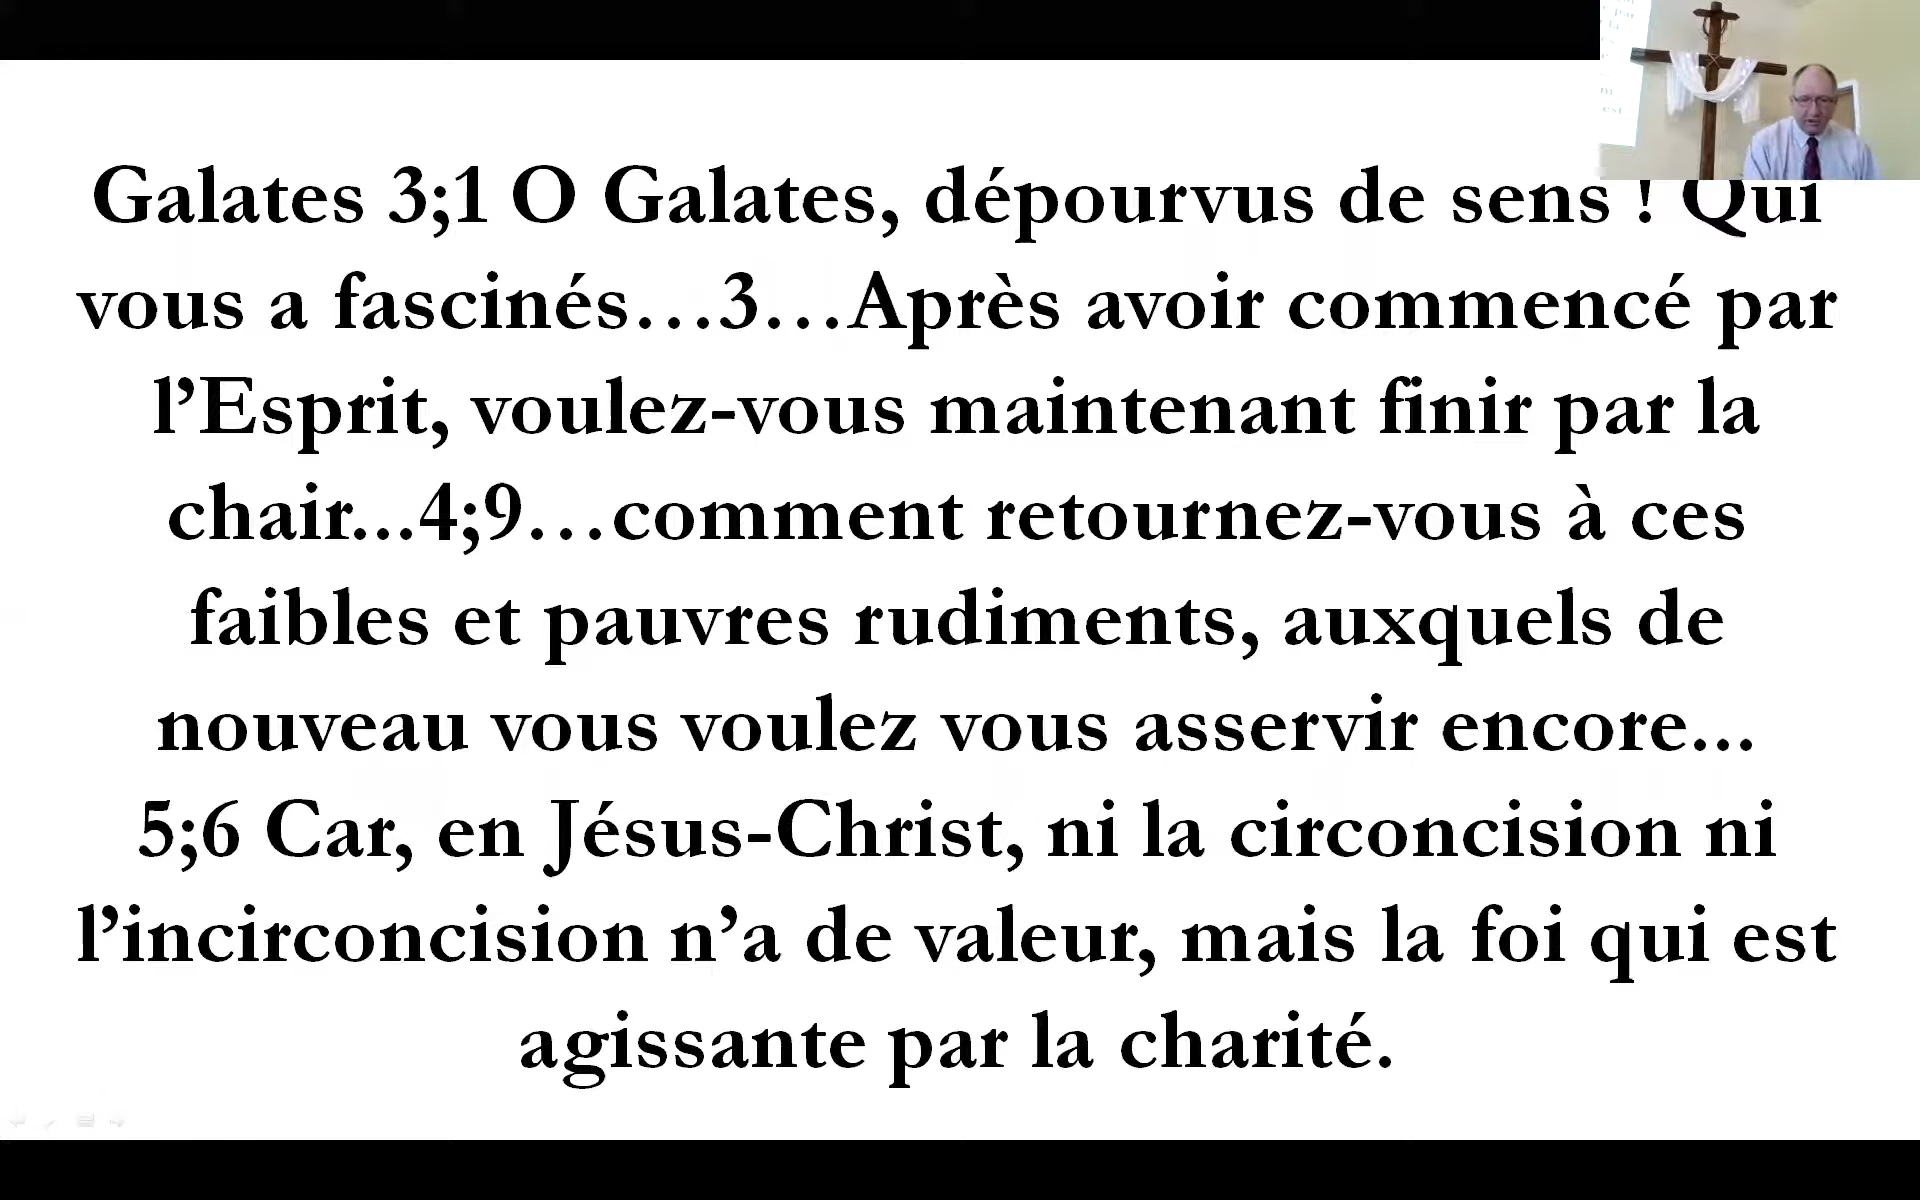 Galates 3;1 O Galates, dépourvus de sens ! Qui
vous a fascinés…3…Après avoir commencé par
l’Esprit, voulez-vous maintenant finir par la
chair...4;9…comment retournez-vous à ces
faibles et pauvres rudiments, auxquels de
nouveau vous voulez vous asservir encore...
5;6 Car, en Jésus-Christ, ni la circoncision ni
l’incirconcision n’a de valeur, mais la foi qui est
agissante par la charité.